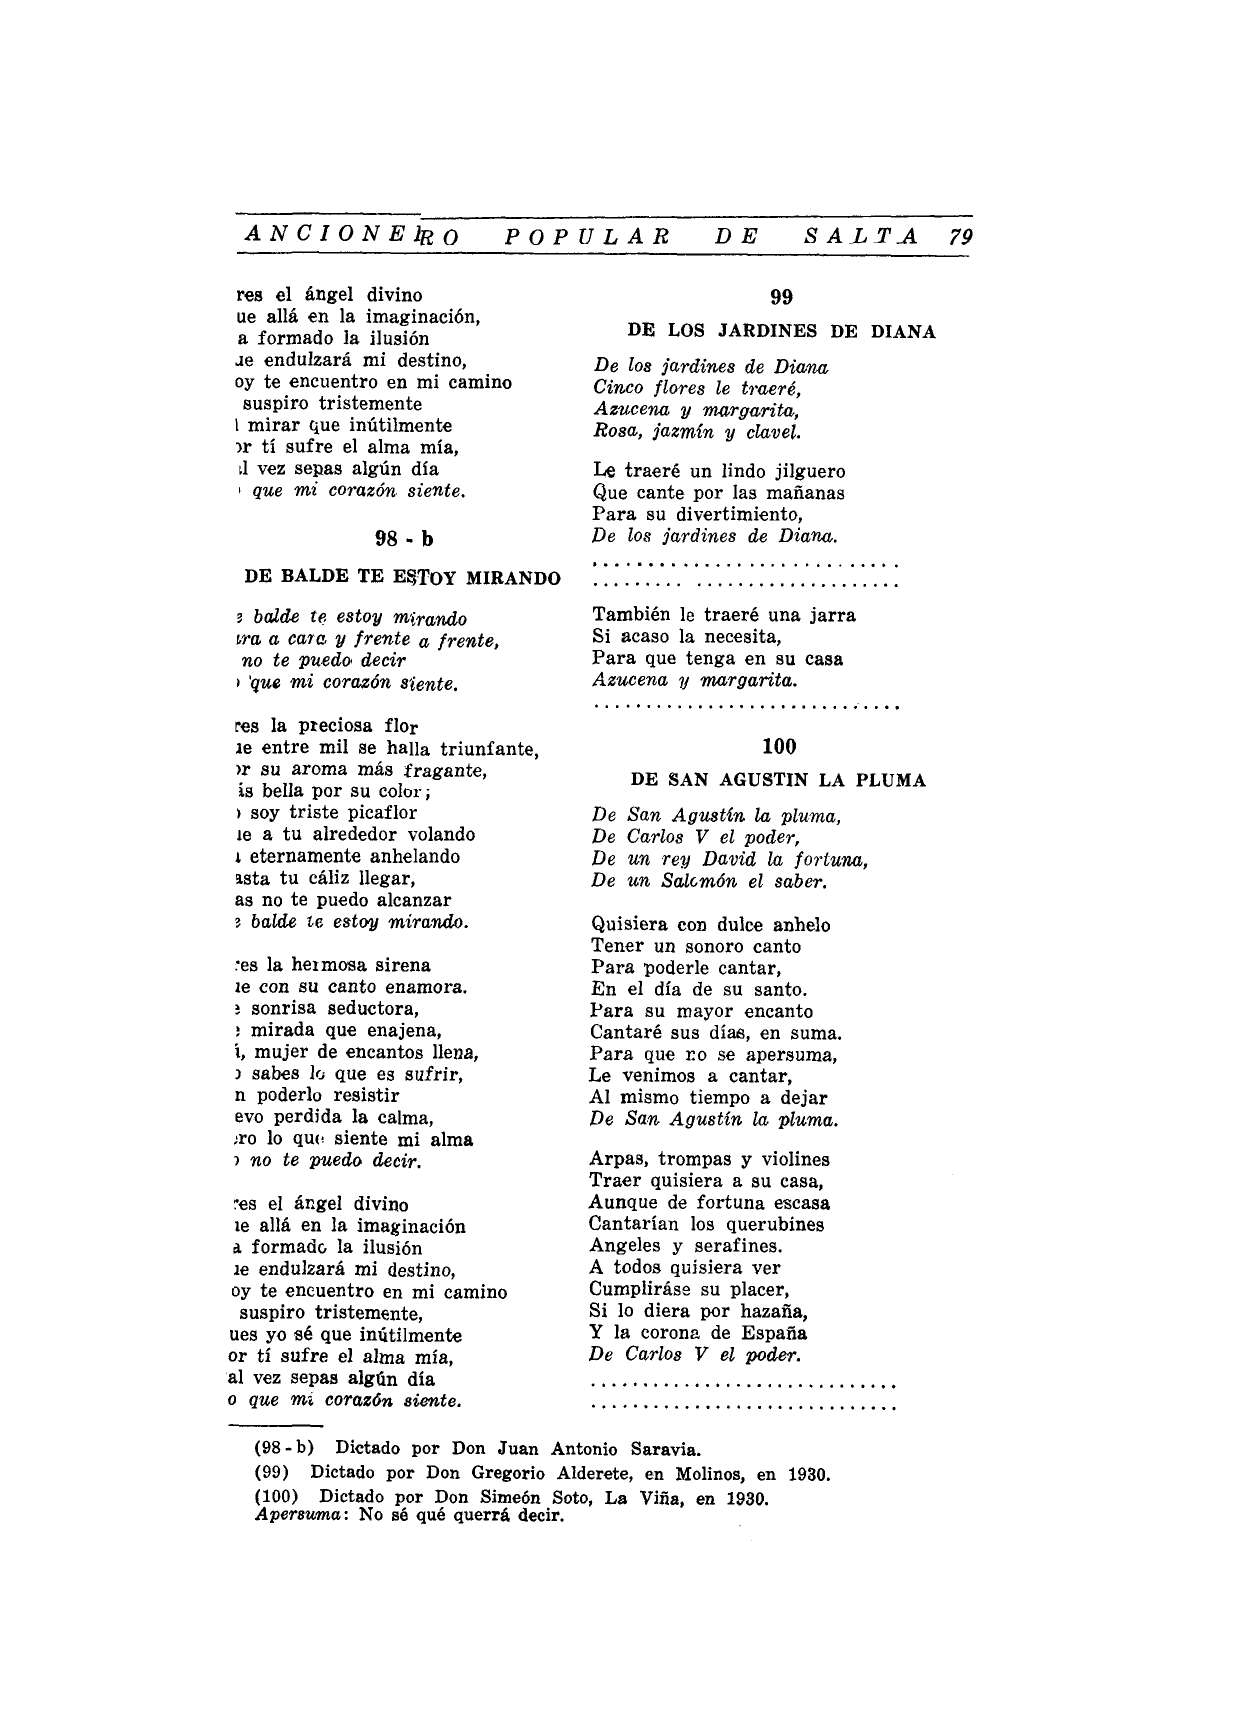 ANCIONERO POPULAR DE SALTA 79
res el ángel divino
ue allá en la imaginación,
a formado la ilusión
ue endulzará mi destino,
oy te encuentro en mi camino
suspiro tristemente
l mirar que inútilmente
or tí sufre el alma mía,
al vez sepas algún día
que mi corazón siente.
98 - b
DE BALDE TE ESTOY MIRANDO
e balde te estoy mirando
ara a cara y frente a frente,
no te puedo decir
o que mi corazón siente.
res la preciosa flor
ue entre mil se halla triunfante,
or su aroma más fragante,
ás bella por su color;
o soy triste picaflor
ue a tu alrededor volando
a eternamente anhelando
asta tu cáliz llegar,
as no te puedo alcanzar
e balde te estoy mirando.
res la hermosa sirena
ue con su canto enamora.
e sonrisa seductora,
e mirada que enajena,
í, mujer de encantos llena,
o sabes lo que es sufrir,
n poderlo resistir
evo perdida la calma,
ero lo que siente mi alma
o no te puedo decir.
res el ángel divino
ue allá en la imaginación
a formado la ilusión
ue endulzará mi destino,
oy te encuentro en mi camino
suspiro tristemente,
ues yo sé que inútilmente
or tí sufre el alma mía,
al vez sepas algún día
o que mi corazón siente.
99
DE LOS JARDINES DE DIANA
De los jardines de Diana
Cinco flores le traeré,
Azucena y margarita,
Rosa, jazmín y clavel.
Le traeré un lindo jilguero
Que cante por las mañanas
Para su divertimiento,
De los jardines de Diana.
. . . . . . . . . . . . . . . . . . . . . . . . . . . . . .
. . . . . . . . . . . . . . . . . . . . . . . . . . . . .
También le traeré una jarra
Si acaso la necesita,
Para que tenga en su casa
Azucena y margarita.
. . . . . . . . . . . . . . . . . . . . . . . . . . . . . .
100
DE SAN AGUSTIN LA PLUMA
De San Agustín la pluma,
De Carlos V el poder,
De un rey David la fortuna,
De un Salomón el saber.
Quisiera con dulce anhelo
Tener un sonoro canto
Para poderle cantar,
En el día de su santo.
Para su mayor encanto
Cantaré sus días, en suma.
Para que no se apersuma,
Le venimos a cantar,
Al mismo tiempo a dejar
De San Agustín la pluma.
Arpas, trompas y violines
Traer quisiera a su casa,
Aunque de fortuna escasa
Cantarían los querubines
Angeles y serafines.
A todos quisiera ver
Cumpliráse su placer,
Si lo diera por hazaña,
Y la corona de España
De Carlos V el poder.
. . . . . . . . . . . . . . . . . . . . . . . . . . . . . .
. . . . . . . . . . . . . . . . . . . . . . . . . . . . . .
(98-b) Dictado por Don Juan Antonio Saravia.
(99) Dictado por Don Gregorio Alderete, en Molinos, en 1930.
(100) Dictado por Don Simeón Soto, La Viña, en 1930.
Apersuma: No sé qué querrá decir.